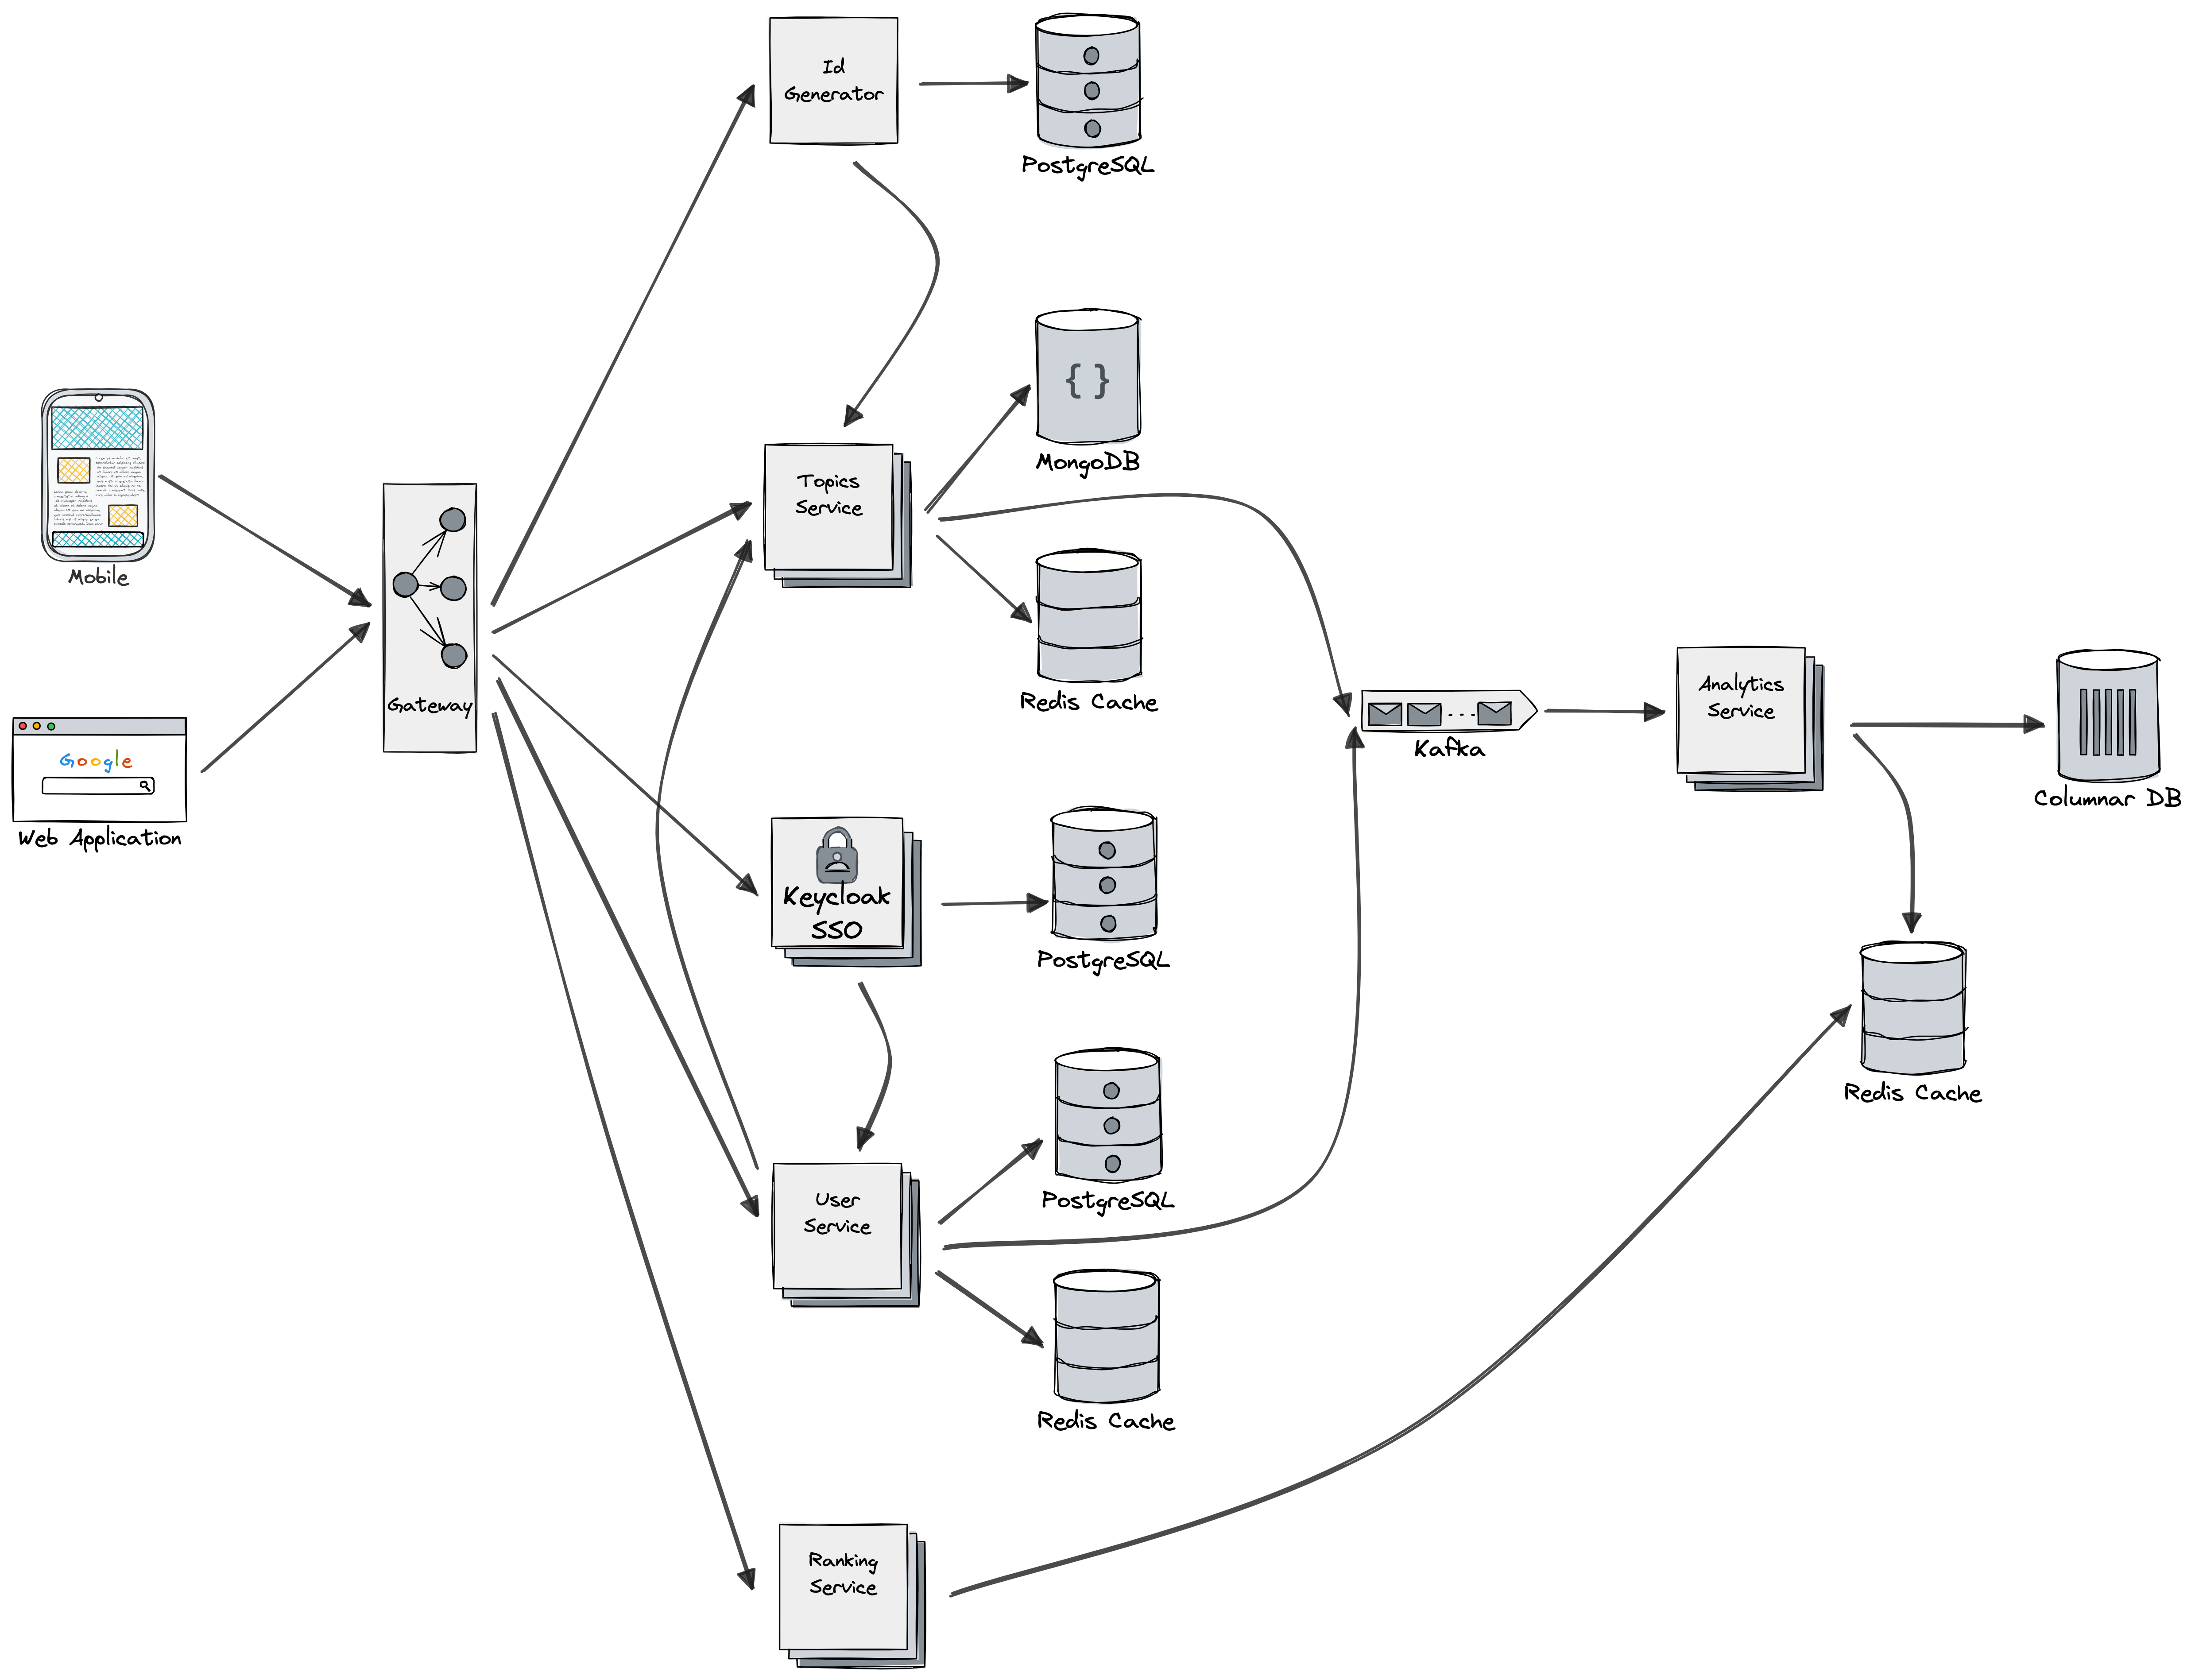 Id
Generator
PostgreSQL
{ }
MongoDB
Mobile
Topics
Service
Redis Cache
Gateway
Google
Web Application
Kafka
Analytics
Service
Columnar DB
Keycloak
SSO
PostgreSQL
Redis Cache
User
Service
PostgreSQL
Redis Cache
Ranking
Service